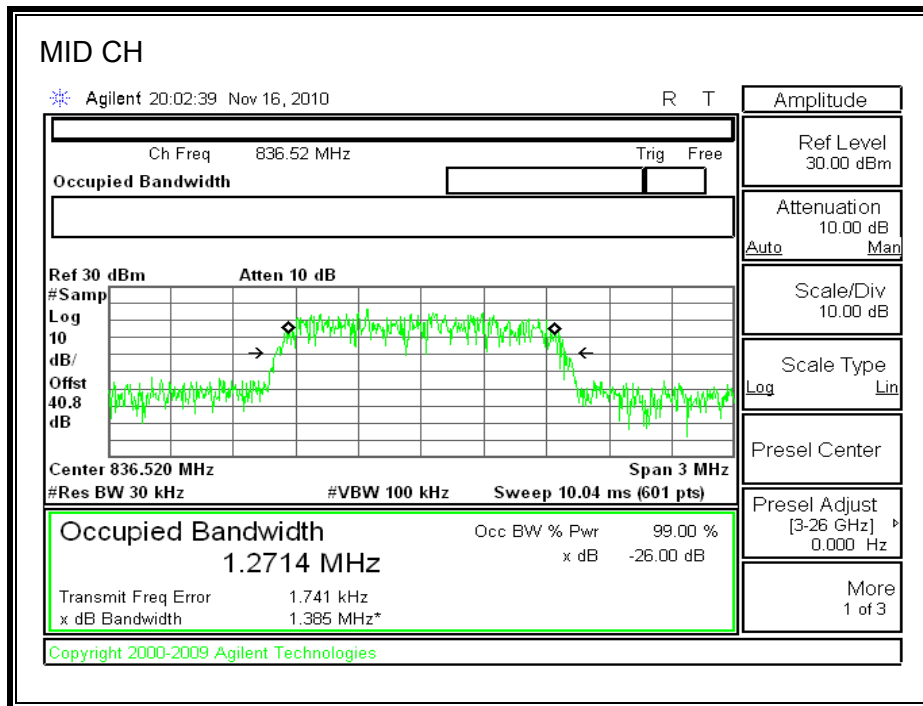 MID CH
Agilent 20:02:39 Nov 16, 2010 R T
Amplitude
Ch Freq 836.52 MHz Trig Free
Occupied Bandwidth
Ref Level
30.00 dBm
Attenuation
10.00 dB
Auto Man
Scale/Div
10.00 dB
Scale Type
Log Lin
Presel Center
Presel Adjust
[3-26 GHz]
0.000 Hz
More
1 of 3
Ref 30 dBm Atten 10 dB
#Samp
Log
10
dB/
Offst
40.8
dB
Center 836.520 MHz Span 3 MHz
#Res BW 30 kHz #VBW 100 kHz Sweep 10.04 ms (601 pts)
Occupied Bandwidth Occ BW % Pwr 99.00 %
1.2714 MHz x dB -26.00 dB
Transmit Freq Error 1.741 kHz
x dB Bandwidth 1.385 MHz*
Copyright 2000-2009 Agilent Technologies